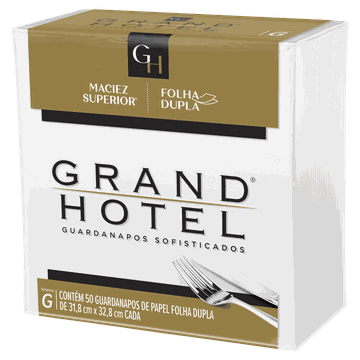 GH
MACIEZ
SUPERIOR*
FOLHA
DUPLA
G
GRAND®
HOTEL
GUARDANAPOS SOFISTICADOS
G
CONTÉM 50 GUARDANAPOS DE PAPEL FOLHA DUPLA
DE 31,8 cm x 32,8 cm CADA